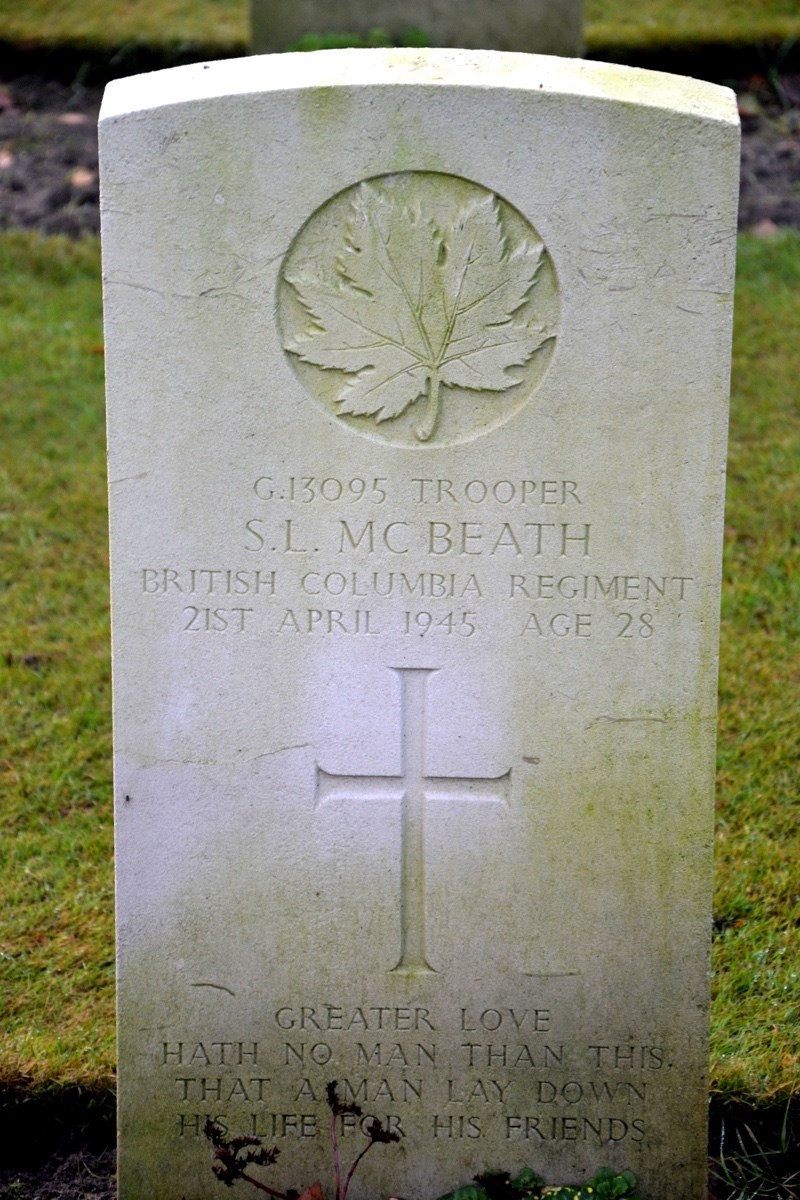 G.13095 TROOPER
S.L. MC BEATH
BRITISH COLUMBIA REGIMENT
21ST APRIL 1945 AGE 28
GREATER LOVE
HATH NO MAN THAN THIS,
THAT A MAN LAY DOWN
HIS LIFE FOR HIS FRIENDS